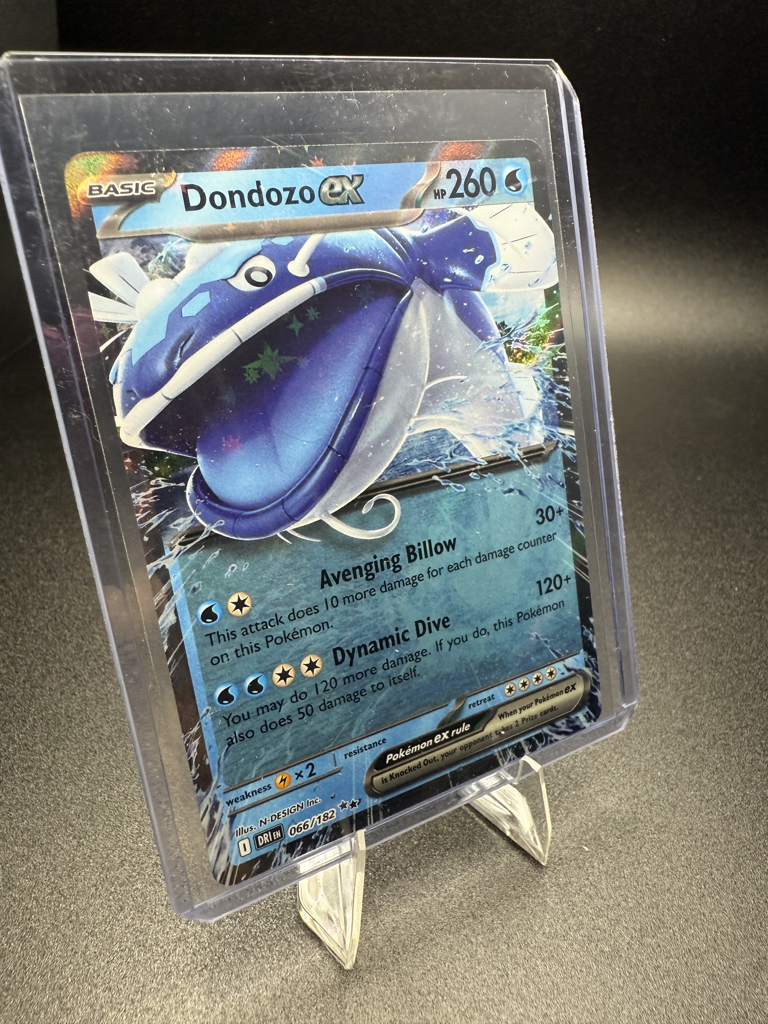 BASIC Dondozo ex HP 260
Avenging Billow 30+
This attack does 10 more damage for each damage counter
on this Pokémon.
Dynamic Dive 120+
You may do 120 more damage. If you do, this Pokémon
also does 50 damage to itself.
weakness ×2 resistance retreat
Pokémon ex rule When your Pokémon ex
is Knocked Out, your opponent takes 2 Prize cards.
Illus. N-DESIGN Inc.
I DRI EN 066/182 ★★